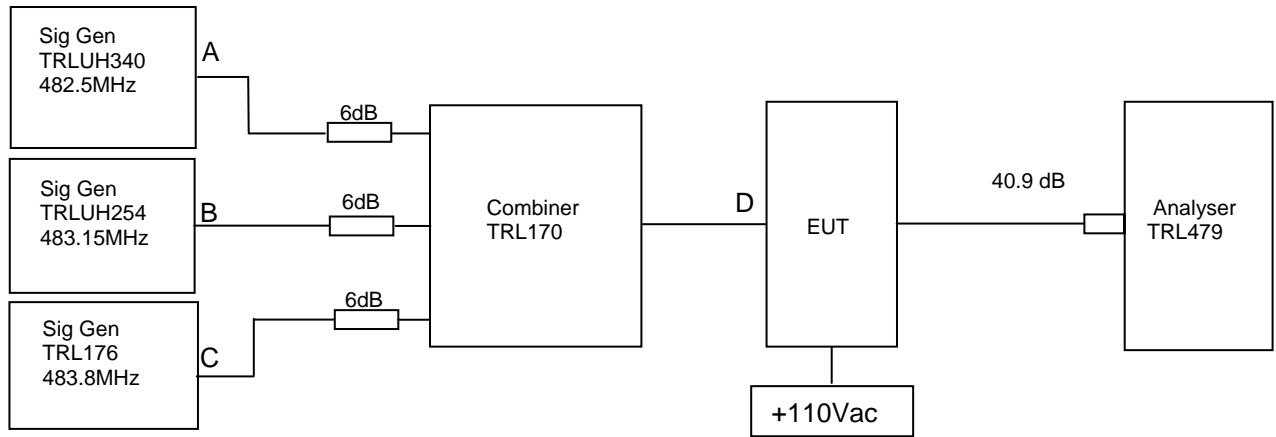 Sig Gen
TRLUH340
482.5MHz
A
6dB
Sig Gen
TRLUH254
483.15MHz
B
6dB
Sig Gen
TRL176
483.8MHz
C
6dB
Combiner
TRL170
D
EUT
+110Vac
40.9 dB
Analyser
TRL479